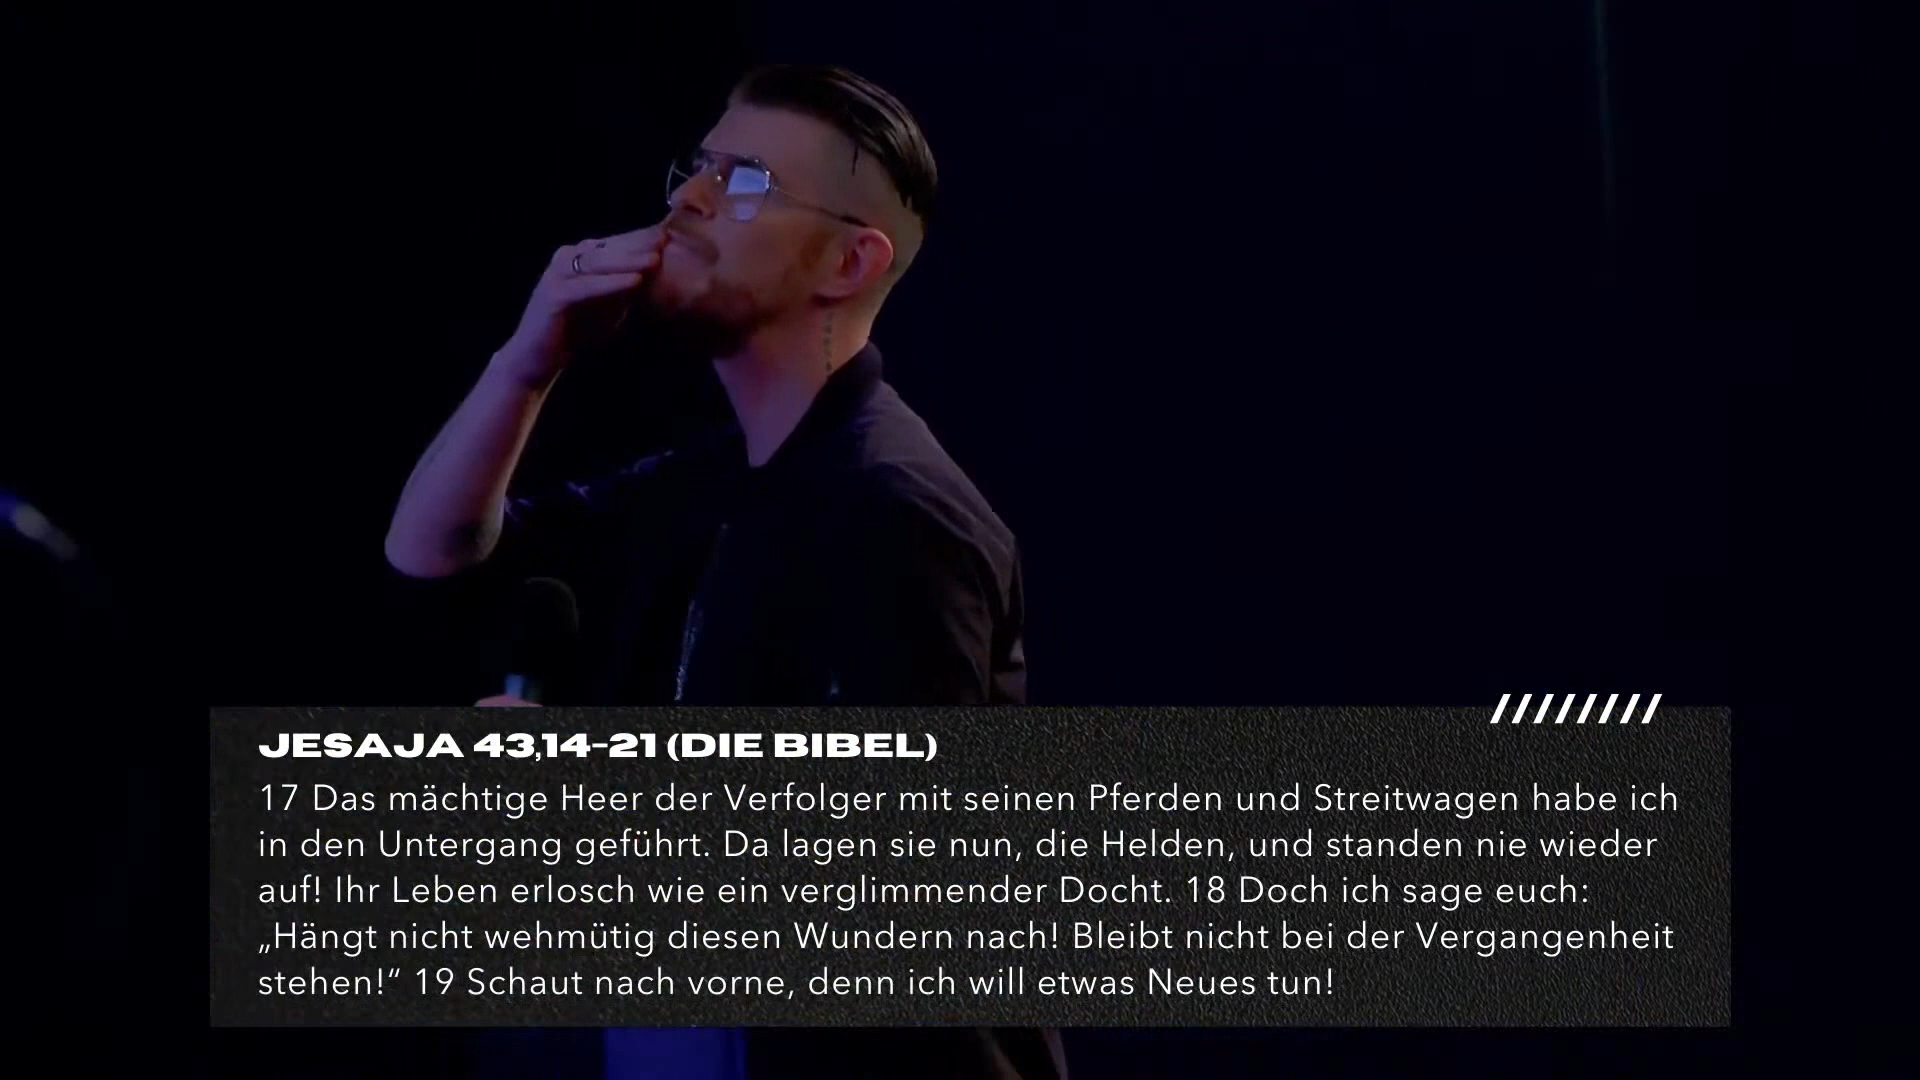 JESAJA 43,14-21 (DIE BIBEL)
17 Das mächtige Heer der Verfolger mit seinen Pferden und Streitwagen habe ich
in den Untergang geführt. Da lagen sie nun, die Helden, und standen nie wieder
auf! Ihr Leben erlosch wie ein verglimmender Docht. 18 Doch ich sage euch:
„Hängt nicht wehmütig diesen Wundern nach! Bleibt nicht bei der Vergangenheit
stehen!“ 19 Schaut nach vorne, denn ich will etwas Neues tun!